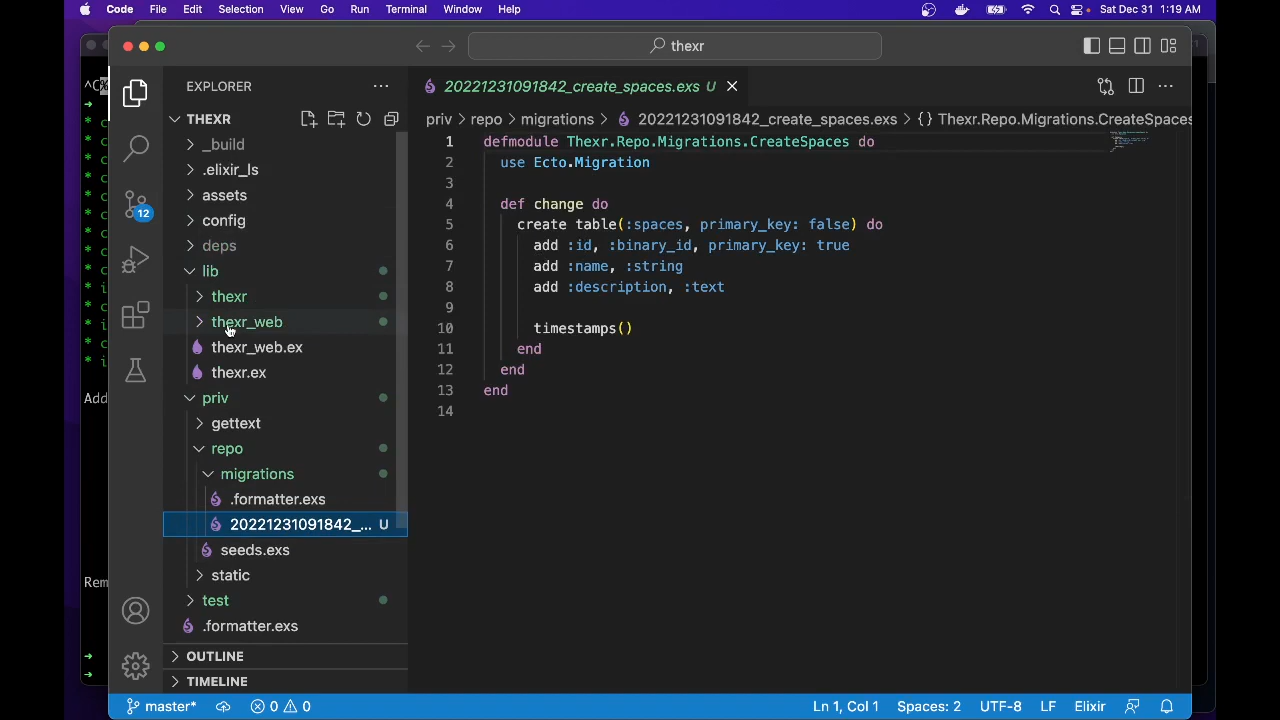 Code File Edit Selection View Go Run Terminal Window Help Sat Dec 31 1:19 AM
thexr
EXPLORER
20221231091842_create_spaces.exs U
THEXR
priv > repo > migrations > 20221231091842_create_spaces.exs > {} Thexr.Repo.Migrations.CreateSpaces
_build
.elixir_ls
assets
config
deps
lib
thexr
thexr_web
thexr_web.ex
thexr.ex
priv
gettext
repo
migrations
.formatter.exs
20221231091842_... U
seeds.exs
static
test
.formatter.exs
OUTLINE
TIMELINE
12
1 defmodule Thexr.Repo.Migrations.CreateSpaces do
2 use Ecto.Migration
3
4 def change do
5 create table(:spaces, primary_key: false) do
6 add :id, :binary_id, primary_key: true
7 add :name, :string
8 add :description, :text
9
10 timestamps()
11 end
12 end
13 end
14
^C%
* c
* c
* c
* c
* c
* c
* c
* c
* i
* c
* i
* c
* i
Add
Rem
master* 0 0 Ln 1, Col 1 Spaces: 2 UTF-8 LF Elixir